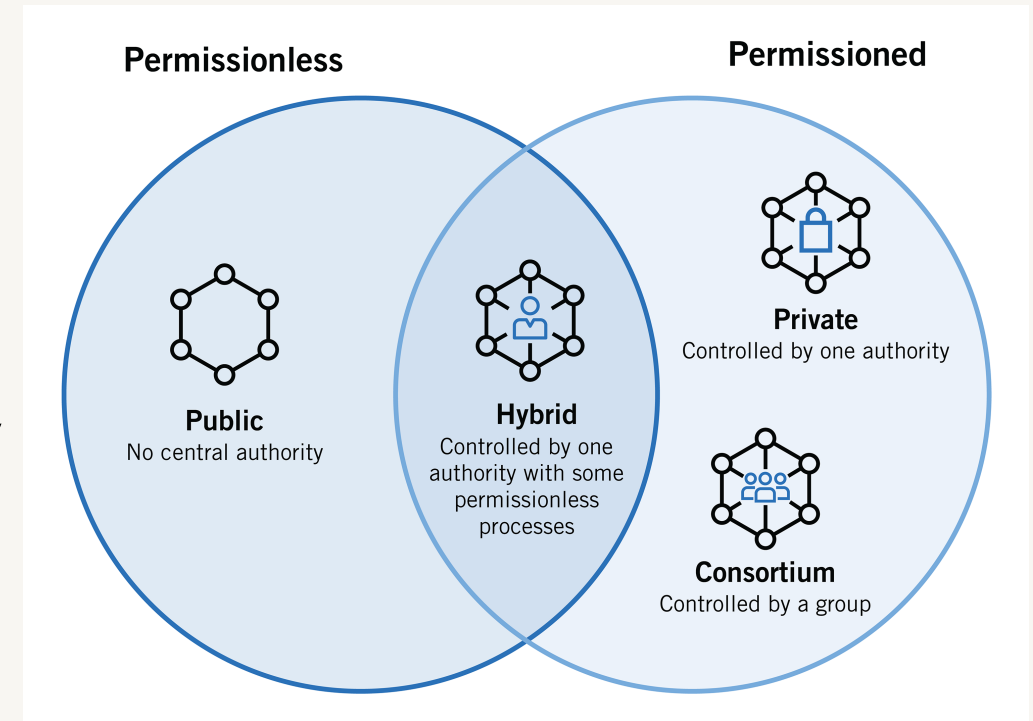 Permissionless
Permissioned
Public
No central authority
Hybrid
Controlled by one
authority with some
permissionless
processes
Private
Controlled by one authority
Consortium
Controlled by a group